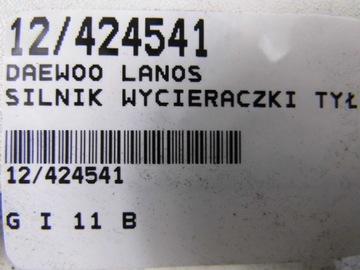 12/424541
DAEWOO LANOS
SILNIK WYCIERACZKI TYŁ
12/424541
G I 11 B